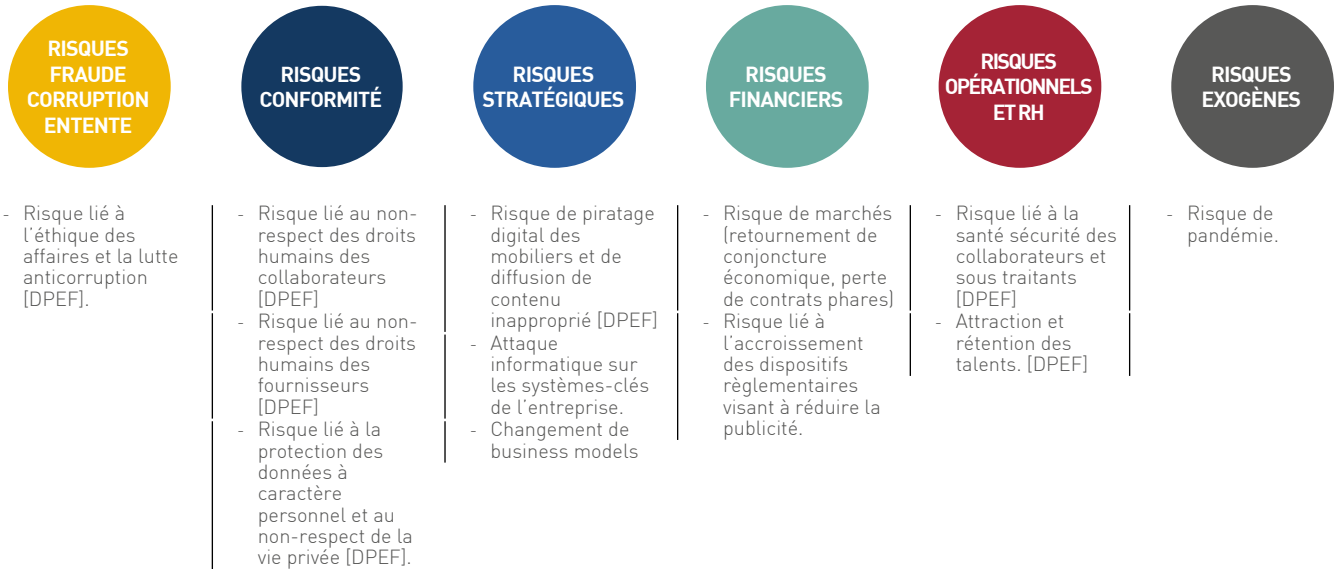 RISQUES
FRAUDE
CORRUPTION
ENTENTE
- Risque lié à
l'éthique des
affaires et la lutte
anticorruption
[DPEF].
RISQUES
CONFORMITÉ
- Risque lié au non-
respect des droits
humains des
collaborateurs
[DPEF]
- Risque lié au non-
respect des droits
humains des
fournisseurs
[DPEF]
- Risque lié à la
protection des
données à
caractère
personnel et au
non-respect de la
vie privée [DPEF].
RISQUES
STRATÉGIQUES
- Risque de piratage
digital des
mobiliers et de
diffusion de
contenu
inapproprié [DPEF]
- Attaque
informatique sur
les systèmes-clés
de l'entreprise.
- Changement de
business models
RISQUES
FINANCIERS
- Risque de marchés
(retournement de
conjoncture
économique, perte
de contrats phares)
- Risque lié à
l'accroissement
des dispositifs
règlementaires
visant à réduire la
publicité.
RISQUES
OPÉRATIONNELS
ET RH
- Risque lié à la
santé sécurité des
collaborateurs et
sous traitants
[DPEF]
- Attraction et
rétention des
talents. [DPEF]
RISQUES
EXOGÈNES
- Risque de
pandémie.